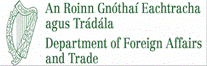 An Roinn Gnóthaí Eachtracha
agus Trádála
Department of Foreign Affairs
and Trade